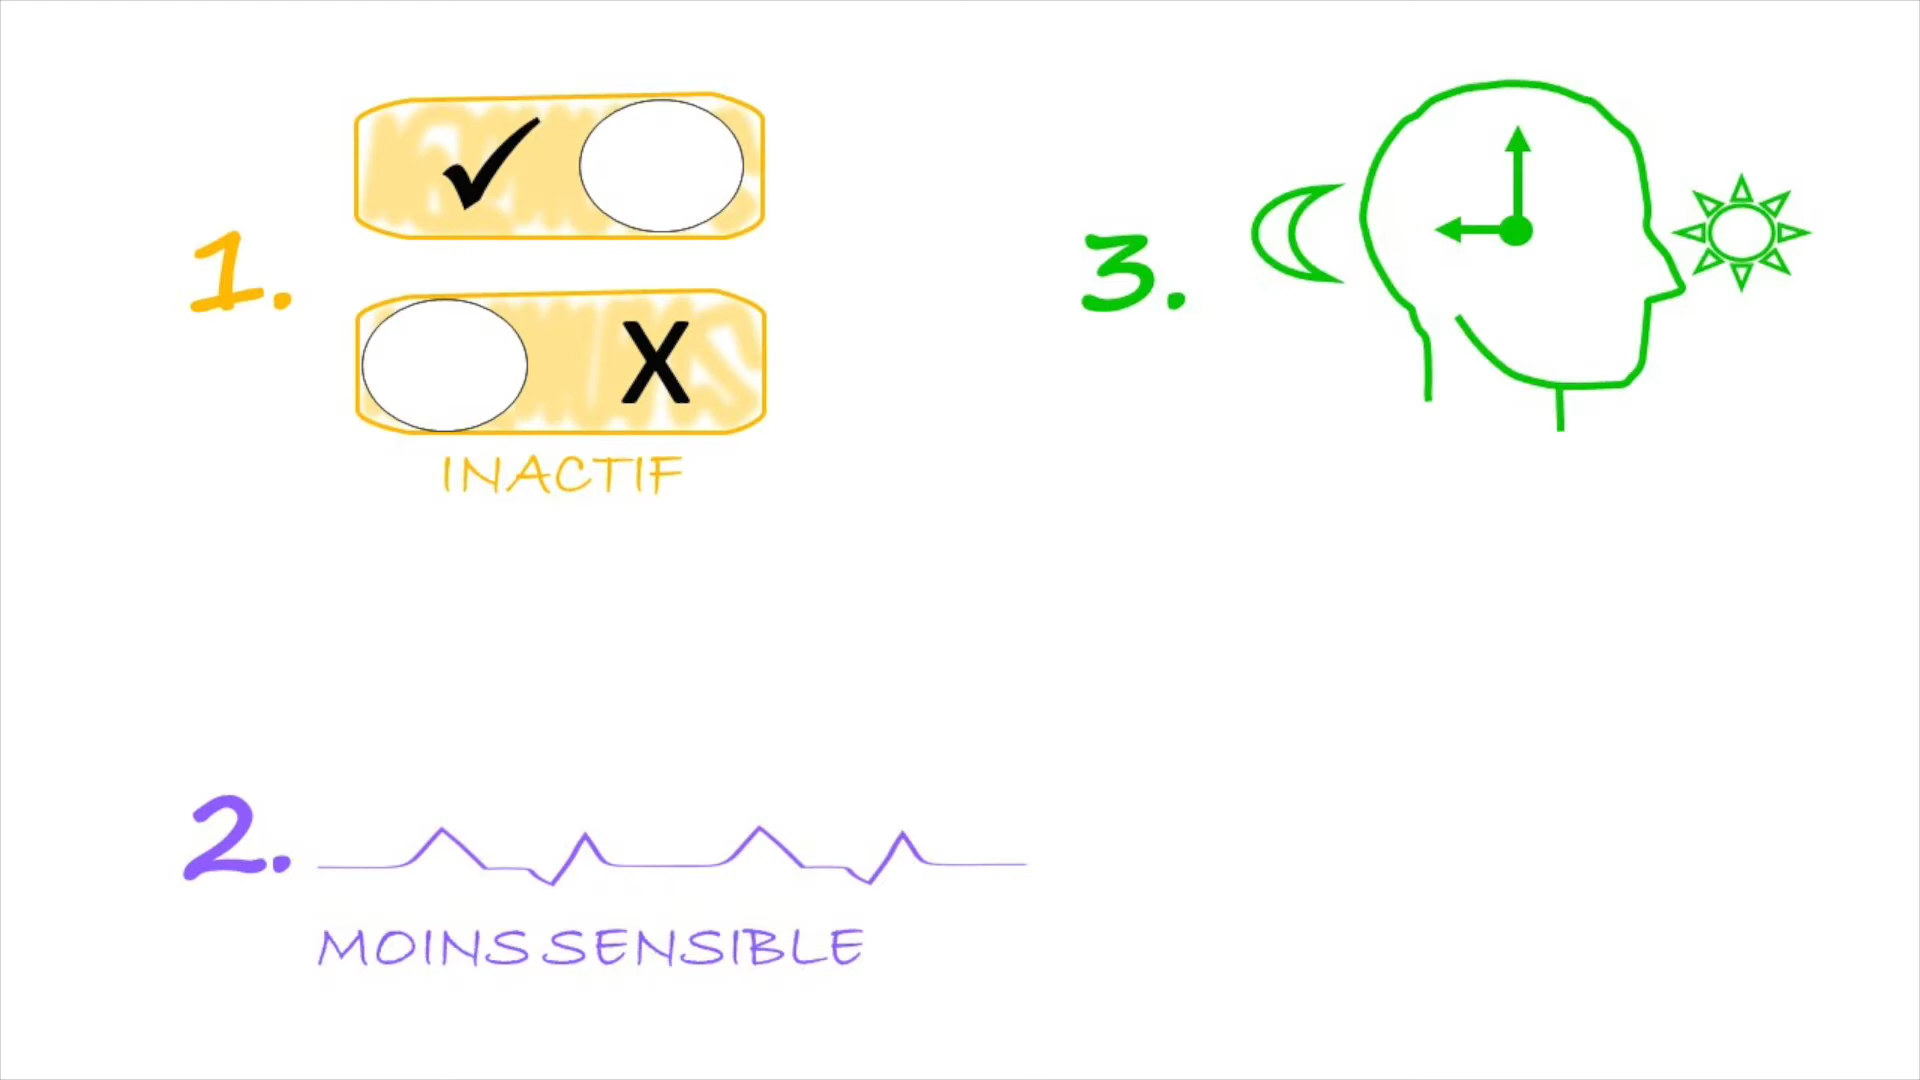 1.
✓
X
INACTIF
2.
MOINS SENSIBLE
3.